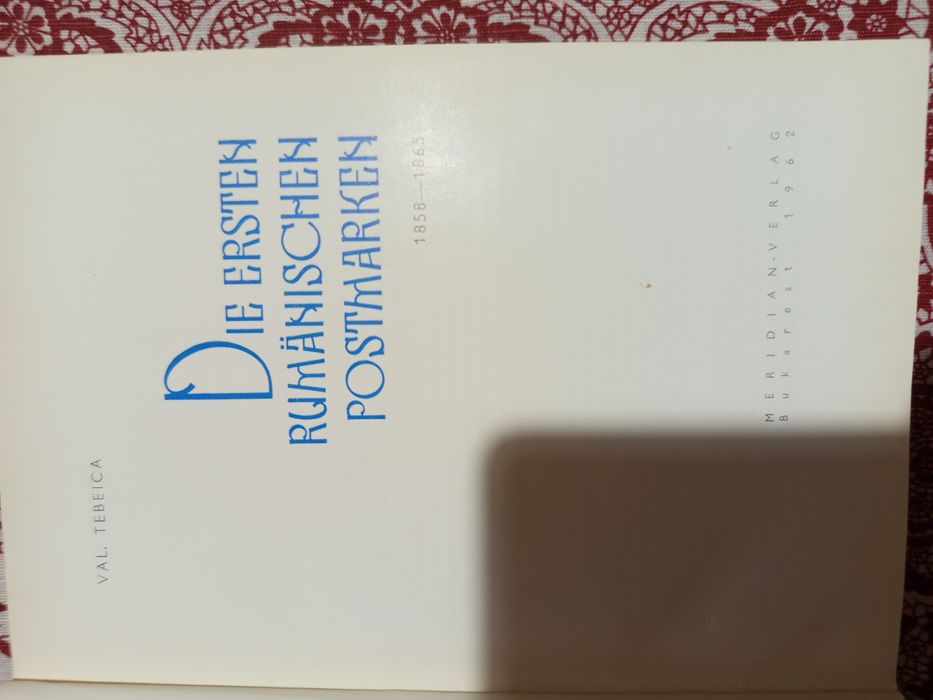 VAL. TEBEICA
DIE ERSTEN
RUMÄNISCHEN
POSTMARKEN
1858—1865
MERIDIAN-VERLAG
Bukarest 1962